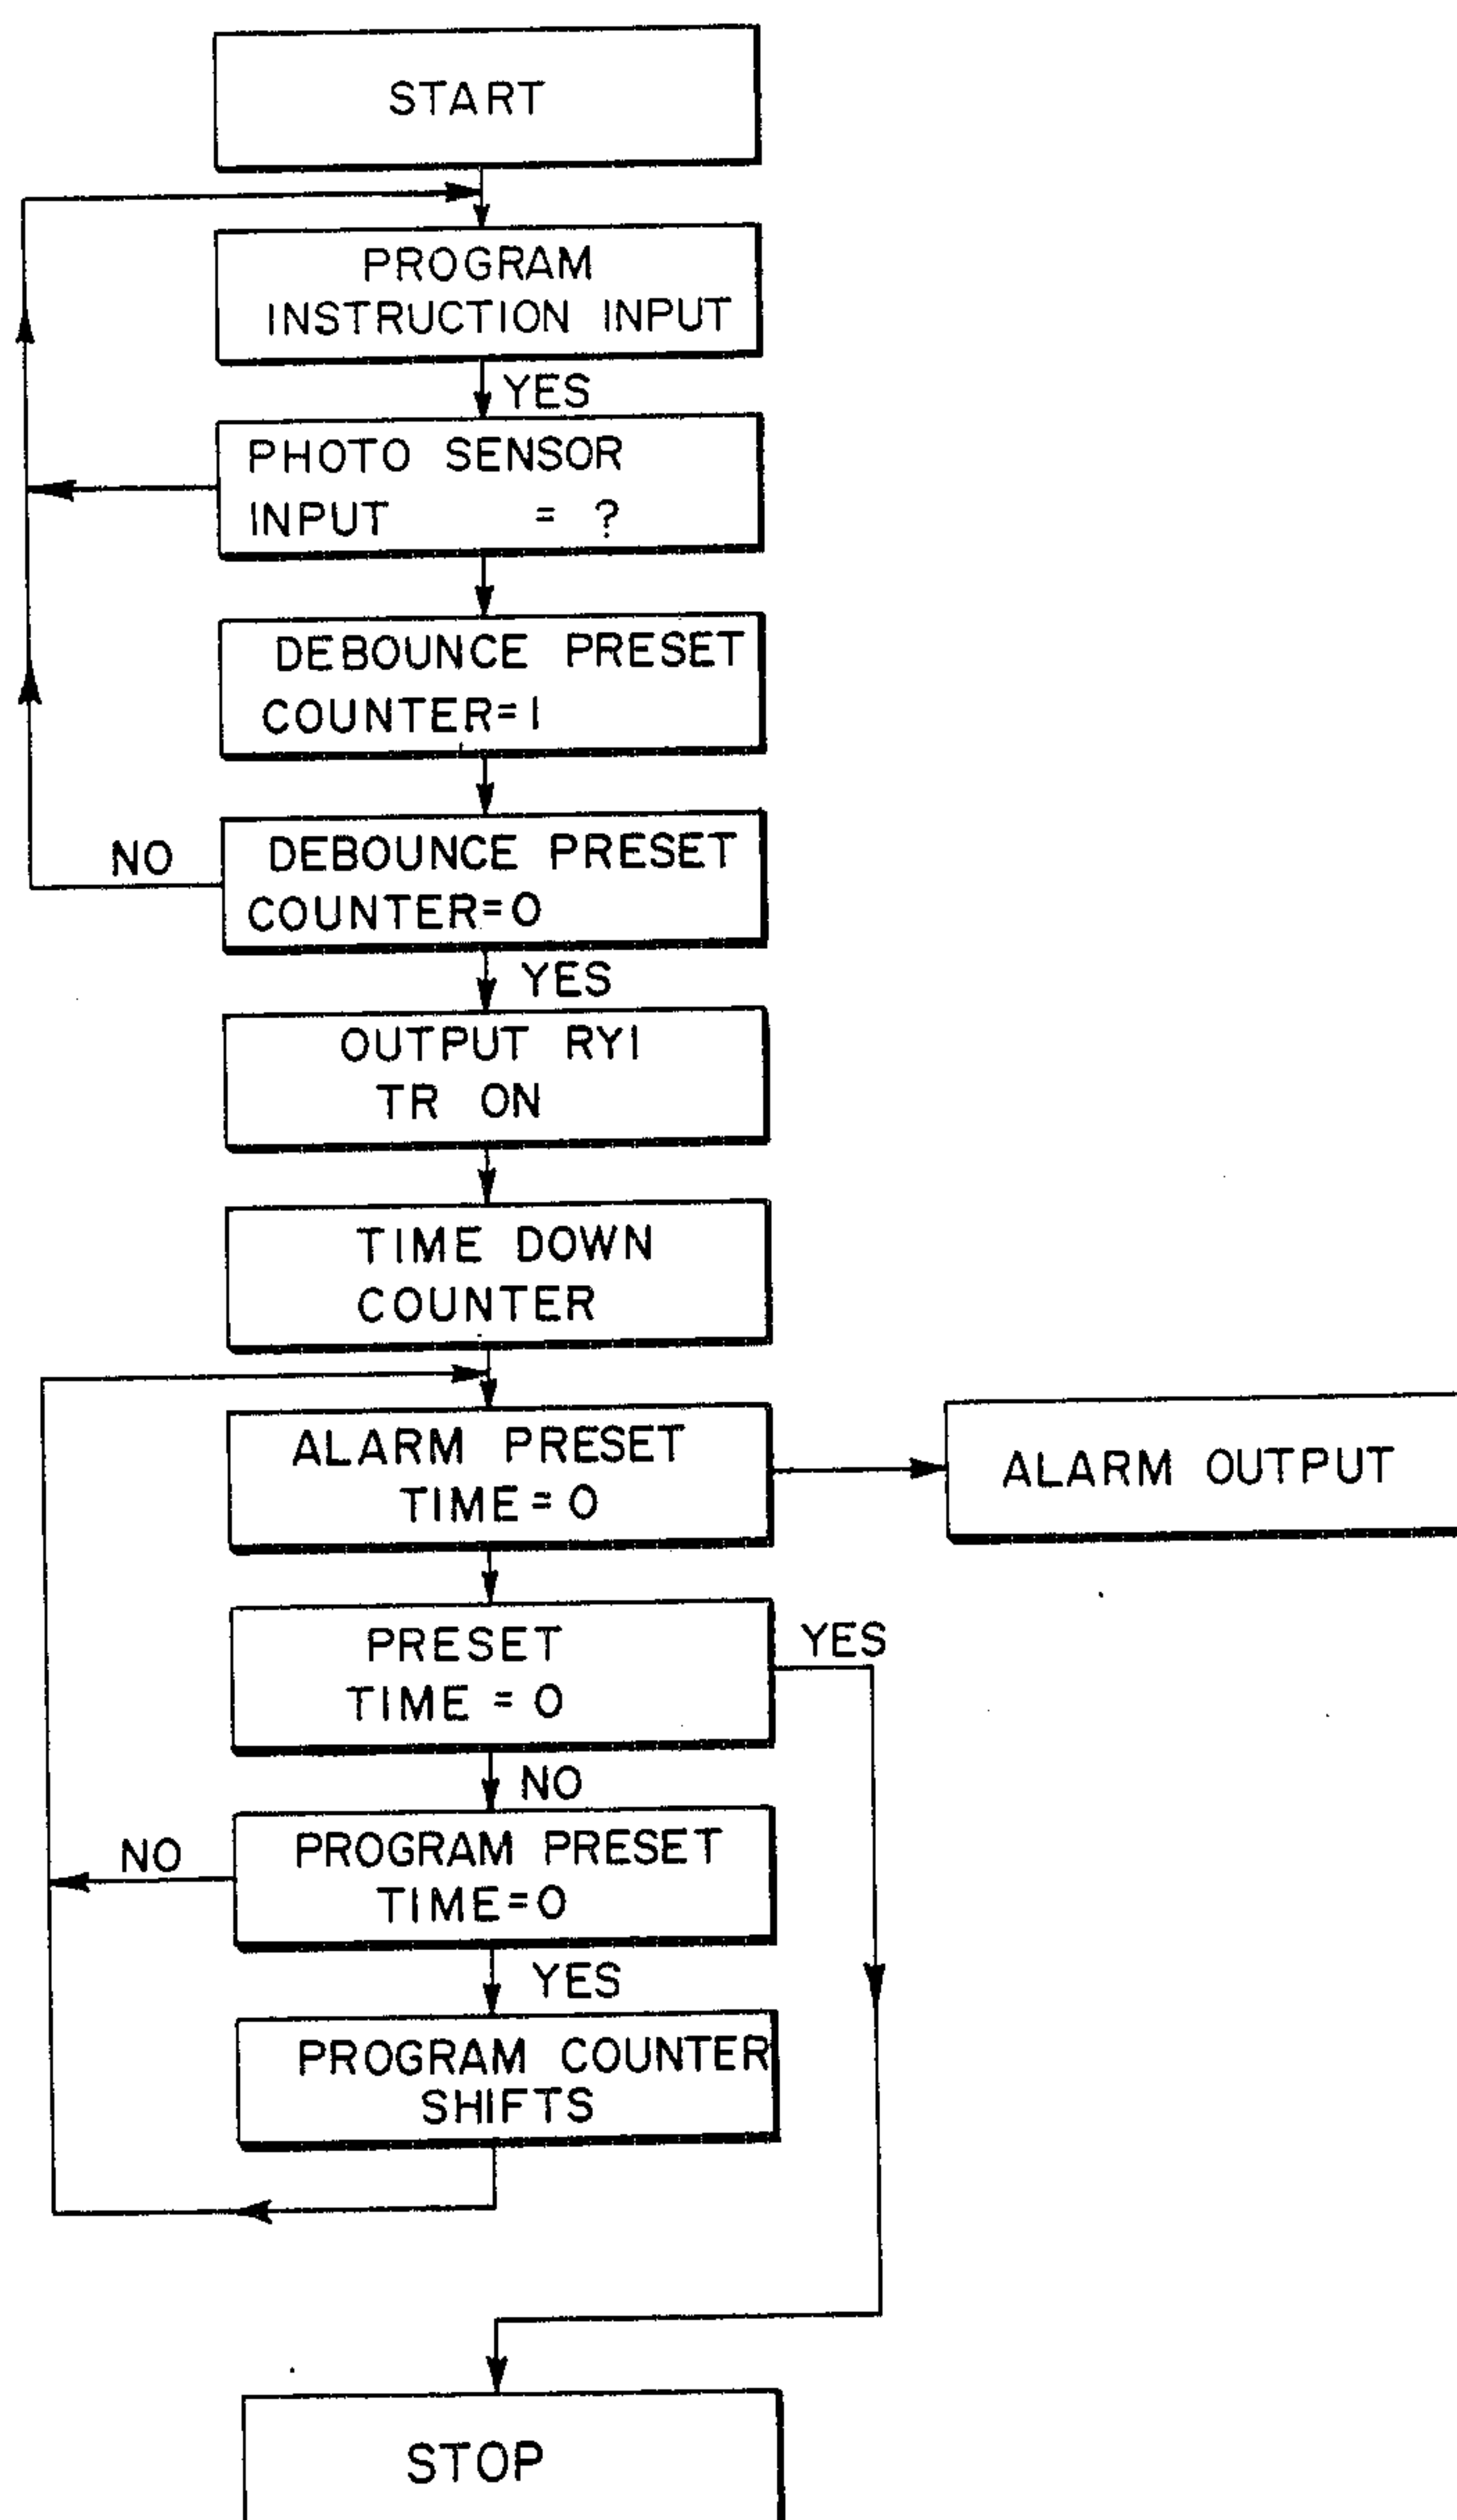 START
PROGRAM
INSTRUCTION INPUT
YES
PHOTO SENSOR
INPUT = ?
DEBOUNCE PRESET
COUNTER=1
NO
DEBOUNCE PRESET
COUNTER=0
YES
OUTPUT RY1
TR ON
TIME DOWN
COUNTER
ALARM PRESET
TIME=0
ALARM OUTPUT
PRESET
TIME=0
YES
NO
NO
PROGRAM PRESET
TIME=0
YES
PROGRAM COUNTER
SHIFTS
STOP